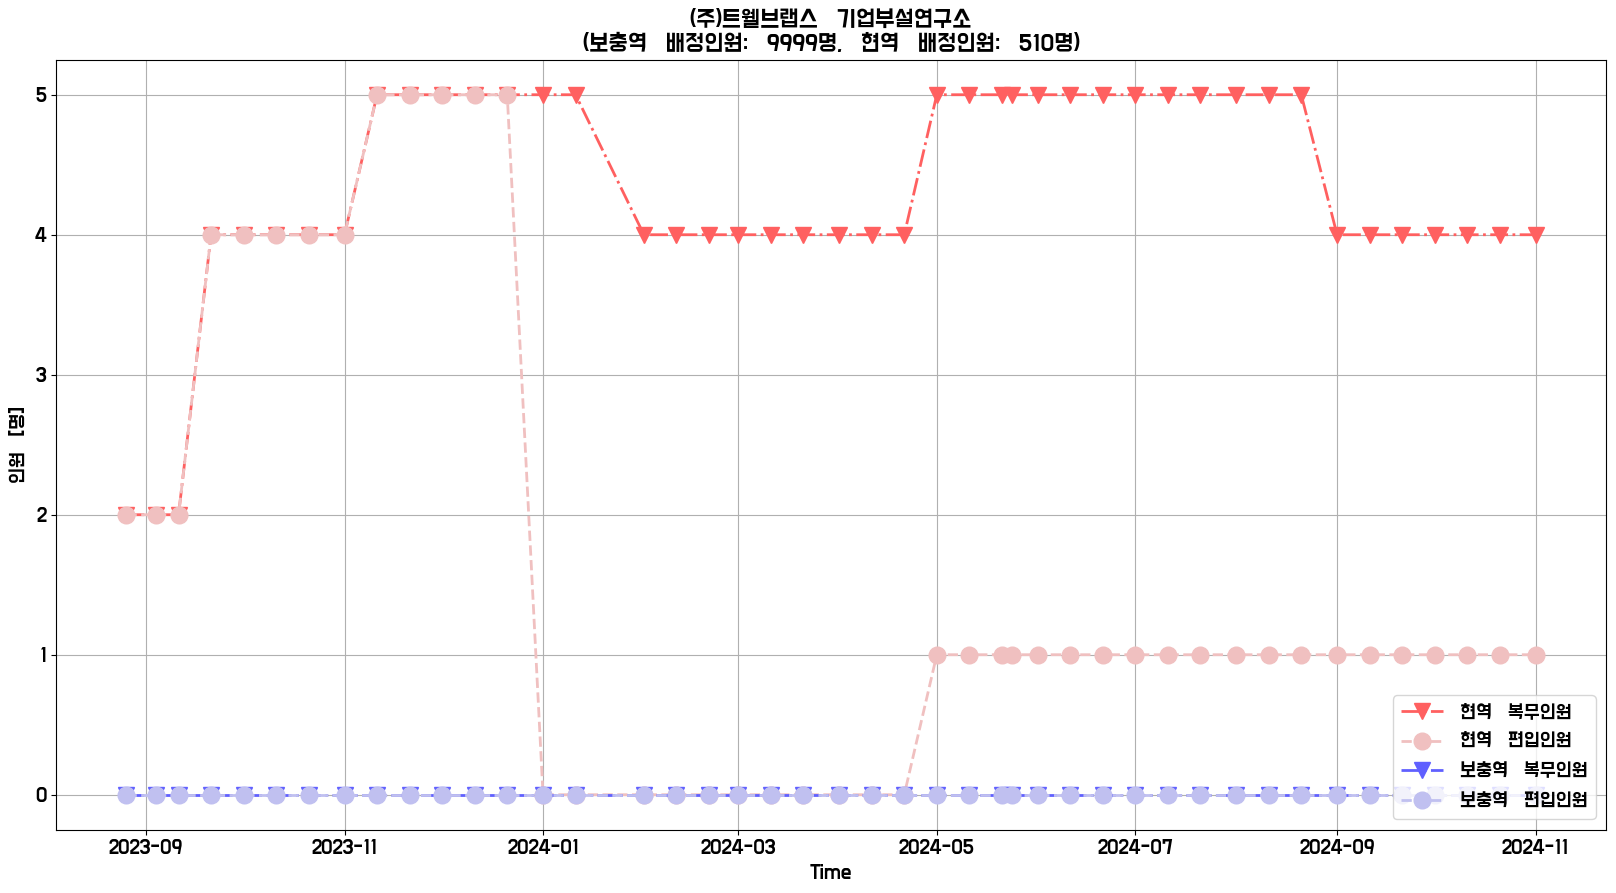 (주)트웰브랩스 기업부설연구소
(보충역 배정인원: 9999명, 현역 배정인원: 510명)
5
4
3
2
1
0
인원 [명]
2023-09 2023-11 2024-01 2024-03 2024-05 2024-07 2024-09 2024-11
Time
현역 복무인원
현역 편입인원
보충역 복무인원
보충역 편입인원